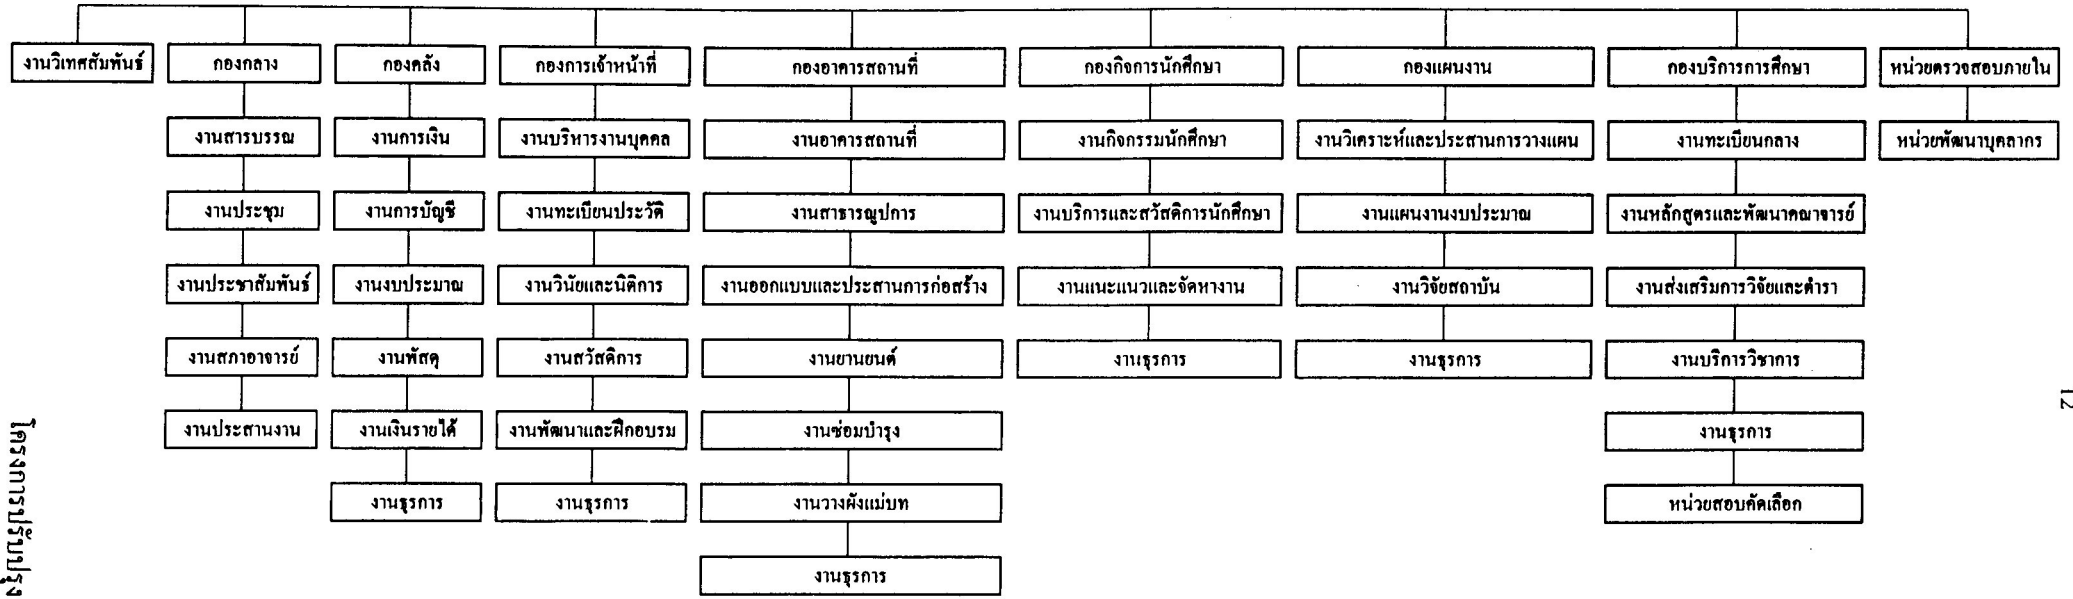 งานวิเทศสัมพันธ์
กองกลาง
งานสารบรรณ
งานประชุม
งานประชาสัมพันธ์
งานสภาอาจารย์
งานประสานงาน
กองคลัง
งานการเงิน
งานการบัญชี
งานงบประมาณ
งานพัสดุ
งานเงินรายได้
งานธุรการ
กองการเจ้าหน้าที่
งานบริหารงานบุคคล
งานทะเบียนประวัติ
งานวินัยและนิติการ
งานสวัสดิการ
งานพัฒนาและฝึกอบรม
งานธุรการ
กองอาคารสถานที่
งานอาคารสถานที่
งานสาธารณูปการ
งานออกแบบและประสานการก่อสร้าง
งานยานยนต์
งานซ่อมบำรุง
งานวางผังแม่บท
งานธุรการ
กองกิจการนักศึกษา
งานกิจกรรมนักศึกษา
งานบริการและสวัสดิการนักศึกษา
งานแนะแนวและจัดหางาน
งานธุรการ
กองแผนงาน
งานวิเคราะห์และประสานการวางแผน
งานแผนงานงบประมาณ
งานวิจัยสถาบัน
งานธุรการ
กองบริการการศึกษา
งานทะเบียนกลาง
งานหลักสูตรและพัฒนาคณาจารย์
งานส่งเสริมการวิจัยและตำรา
งานบริการวิชาการ
งานธุรการ
หน่วยสอบคัดเลือก
หน่วยตรวจสอบภายใน
หน่วยพัฒนาบุคลากร
12
โครงการปรับปรุง